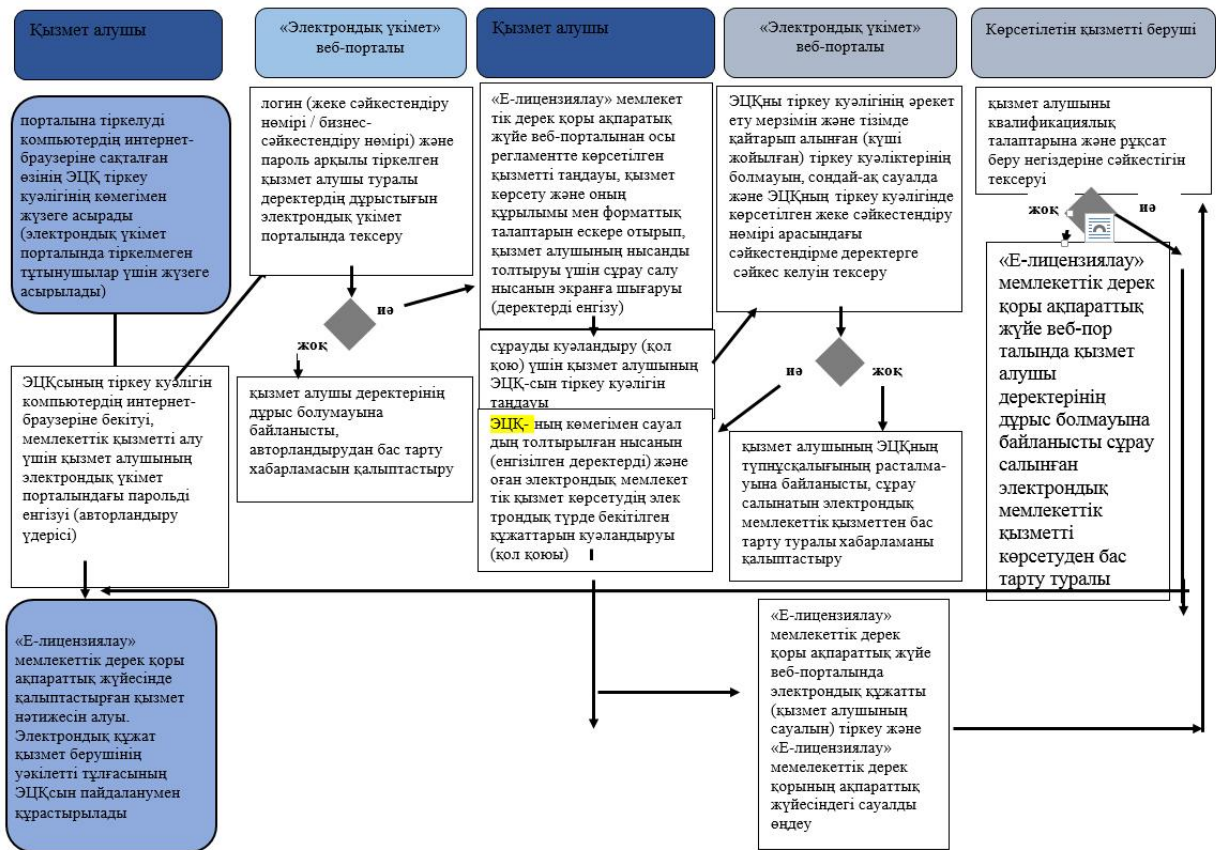 Қызмет алушы
«Электрондық үкімет»
веб-порталы
Қызмет алушы
«Электрондық үкімет»
веб-порталы
Көрсетілетін қызметті беруші
порталына тіркелуді
компьютердің интернет-
браузеріне сақталған
өзінің ЭЦҚ тіркеу
куәлігінің көмегімен
жүзеге асырады
(электрондық үкімет
порталында тіркелмеген
тұтынушылар үшін жүзеге
асырылады)
ЭЦҚсының тіркеу куәлігін
компьютердің интернет-
браузеріне бекітуі,
мемлекеттік қызметті алу
үшін қызмет алушының
электрондық үкімет
порталындағы парольді
енгізуі (авторландыру
үдерісі)
«Е-лицензиялау»
мемлекеттік дерек қоры
ақпараттық жүйесінде
қалыптастырған қызмет
нәтижесін алуы.
Электрондық құжат
қызмет берушінің
уәкілетті тұлғасының
ЭЦҚсын пайдаланумен
құрастырылады
логин (жеке сәйкестендіру
нөмірі / бизнес-
сәйкестендіру нөмірі) және
пароль арқылы тіркелген
қызмет алушы туралы
деректердің дұрыстығын
электрондық үкімет
порталында тексеру
иә
жоқ
қызмет алушы деректерінің
дұрыс болумауына
байланысты,
авторландырудан бас тарту
хабарламасын қалыптастыру
«Е-лицензиялау» мемлекет
тік дерек қоры ақпараттық
жүйе веб-порталынан осы
регламентте көрсетілген
қызметті таңдауы, қызмет
көрсету және оның
құрылымы мен форматтық
талаптарын ескере отырып,
қызмет алушының нысанды
толтыруы үшін сұрау салу
нысанын экранға шығаруы
(деректерді енгізу)
сұрауды куәландыру (қол
қою) үшін қызмет алушының
ЭЦҚ-сын тіркеу куәлігін
таңдауы
ЭЦҚ- ның көмегімен сауал
дың толтырылған нысанын
(енгізілген деректерді) және
оған электрондық мемлекет
тік қызмет көрсетудің элек
трондық түрде бекітілген
құжаттарын куәландыруы
(қол қоюы)
ЭЦҚны тіркеу куәлігінің әрекет
ету мерзімін және тізімде
қайтарып алынған (күші
жойылған) тіркеу куәліктерінің
болмауын, сондай-ақ сауалда
және ЭЦҚның тіркеу куәлігінде
көрсетілген жеке сәйкестендіру
нөмірі арасындағы
сәйкестендірме деректерге
сәйкес келуін тексеру
иә
жоқ
қызмет алушының ЭЦҚның
түпнұсқалығының расталма-
уына байланысты, сұрау
салынатын электрондық
мемлекеттік қызметтен бас
тарту туралы хабарламаны
қалыптастыру
«Е-лицензиялау»
мемлекеттік дерек
қоры ақпараттық жүйе
веб-порталында
электрондық құжатты
(қызмет алушының
сауалын) тіркеу және
«Е-лицензиялау»
мемелекеттік дерек
қорының ақпараттық
жүйесіндегі сауалды
өңдеу
қызмет алушыны
квалификациялық
талаптарына және рұқсат
беру негіздеріне сәйкестігін
тексеруі
жоқ
иә
«Е-лицензиялау»
мемлекеттік дерек
қоры ақпараттық
жүйе веб-пор
талында қызмет
алушы
деректерінің
дұрыс болмауына
байланысты сұрау
салынған
электрондық
мемлекеттік
қызметті
көрсетуден бас
тарту туралы